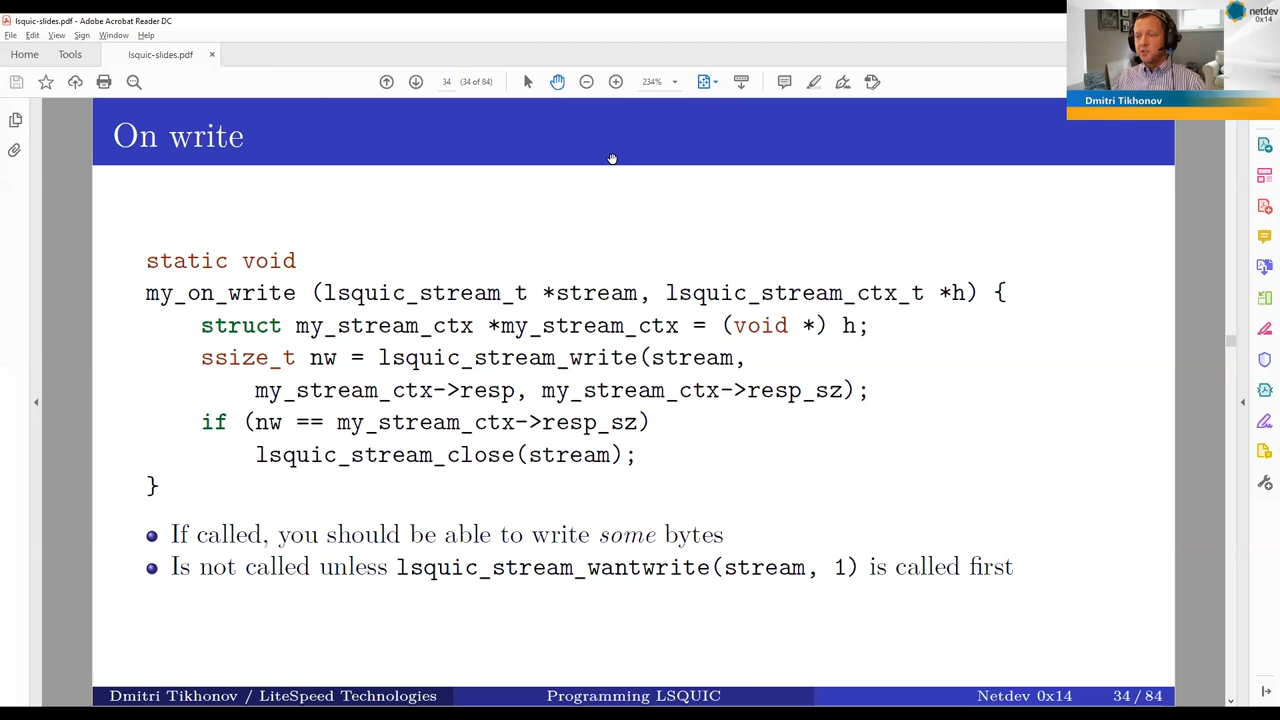 lsquic-slides.pdf - Adobe Acrobat Reader DC
File Edit View Sign Window Help
Home Tools lsquic-slides.pdf ×
34 (34 of 84) 234%
netdev
0x14
Dmitri Tikhonov
On write
static void
my_on_write (lsquic_stream_t *stream, lsquic_stream_ctx_t *h) {
struct my_stream_ctx *my_stream_ctx = (void *) h;
ssize_t nw = lsquic_stream_write(stream,
my_stream_ctx->resp, my_stream_ctx->resp_sz);
if (nw == my_stream_ctx->resp_sz)
lsquic_stream_close(stream);
}
If called, you should be able to write some bytes
Is not called unless lsquic_stream_wantwrite(stream, 1) is called first
Dmitri Tikhonov / LiteSpeed Technologies Programming LSQUIC Netdev 0x14 34 / 84